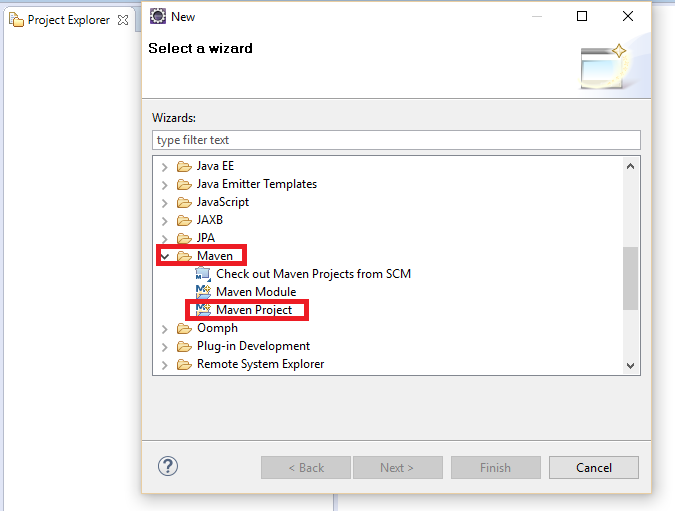 Project Explorer
New
Select a wizard
Wizards:
type filter text
Java EE
Java Emitter Templates
JavaScript
JAXB
JPA
Maven
Check out Maven Projects from SCM
Maven Module
Maven Project
Oomph
Plug-in Development
Remote System Explorer
? < Back Next > Finish Cancel